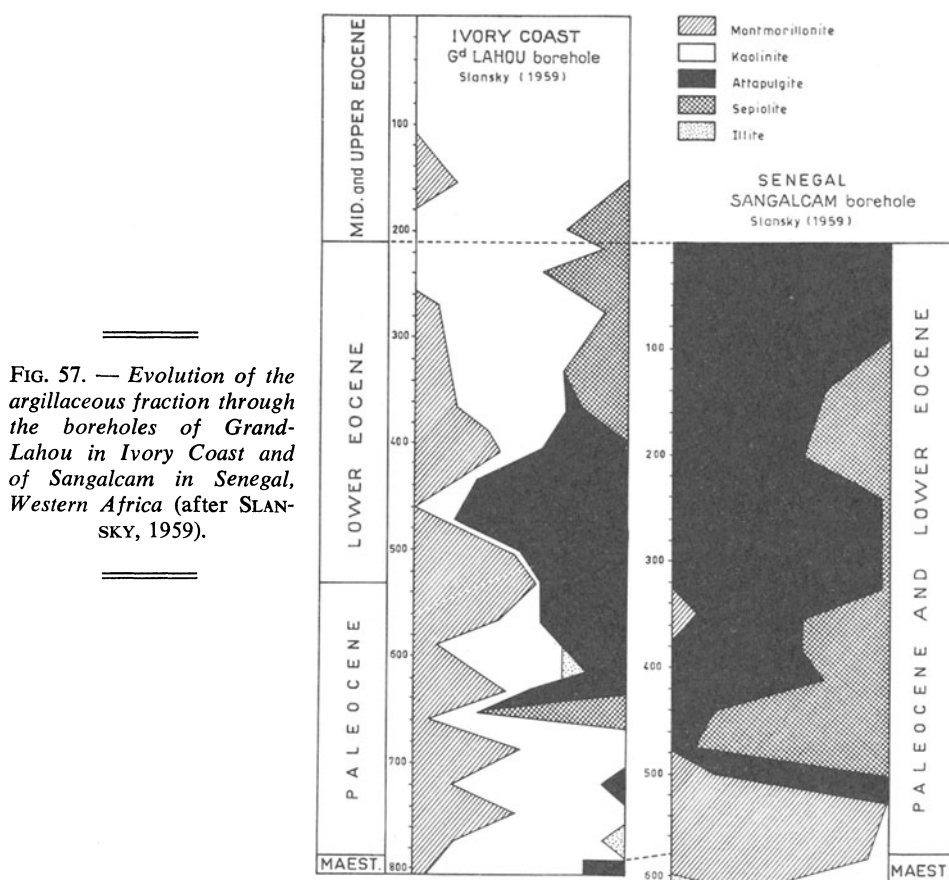 FIG. 57. — Evolution of the
argillaceous fraction through
the boreholes of Grand-
Lahou in Ivory Coast and
of Sangalcam in Senegal,
Western Africa (after SLAN-
SKY, 1959).
MID. and UPPER EOCENE
LOWER EOCENE
PALEOCENE
MAEST.
IVORY COAST
Gd LAHOU borehole
Slansky (1959)
100
200
300
400
500
600
700
800
Montmorillonite
Kaolinite
Attapulgite
Sepiolite
Illite
SENEGAL
SANGALCAM borehole
Slansky (1959)
100
200
300
400
500
600
PALEOCENE AND LOWER EOCENE
MAEST